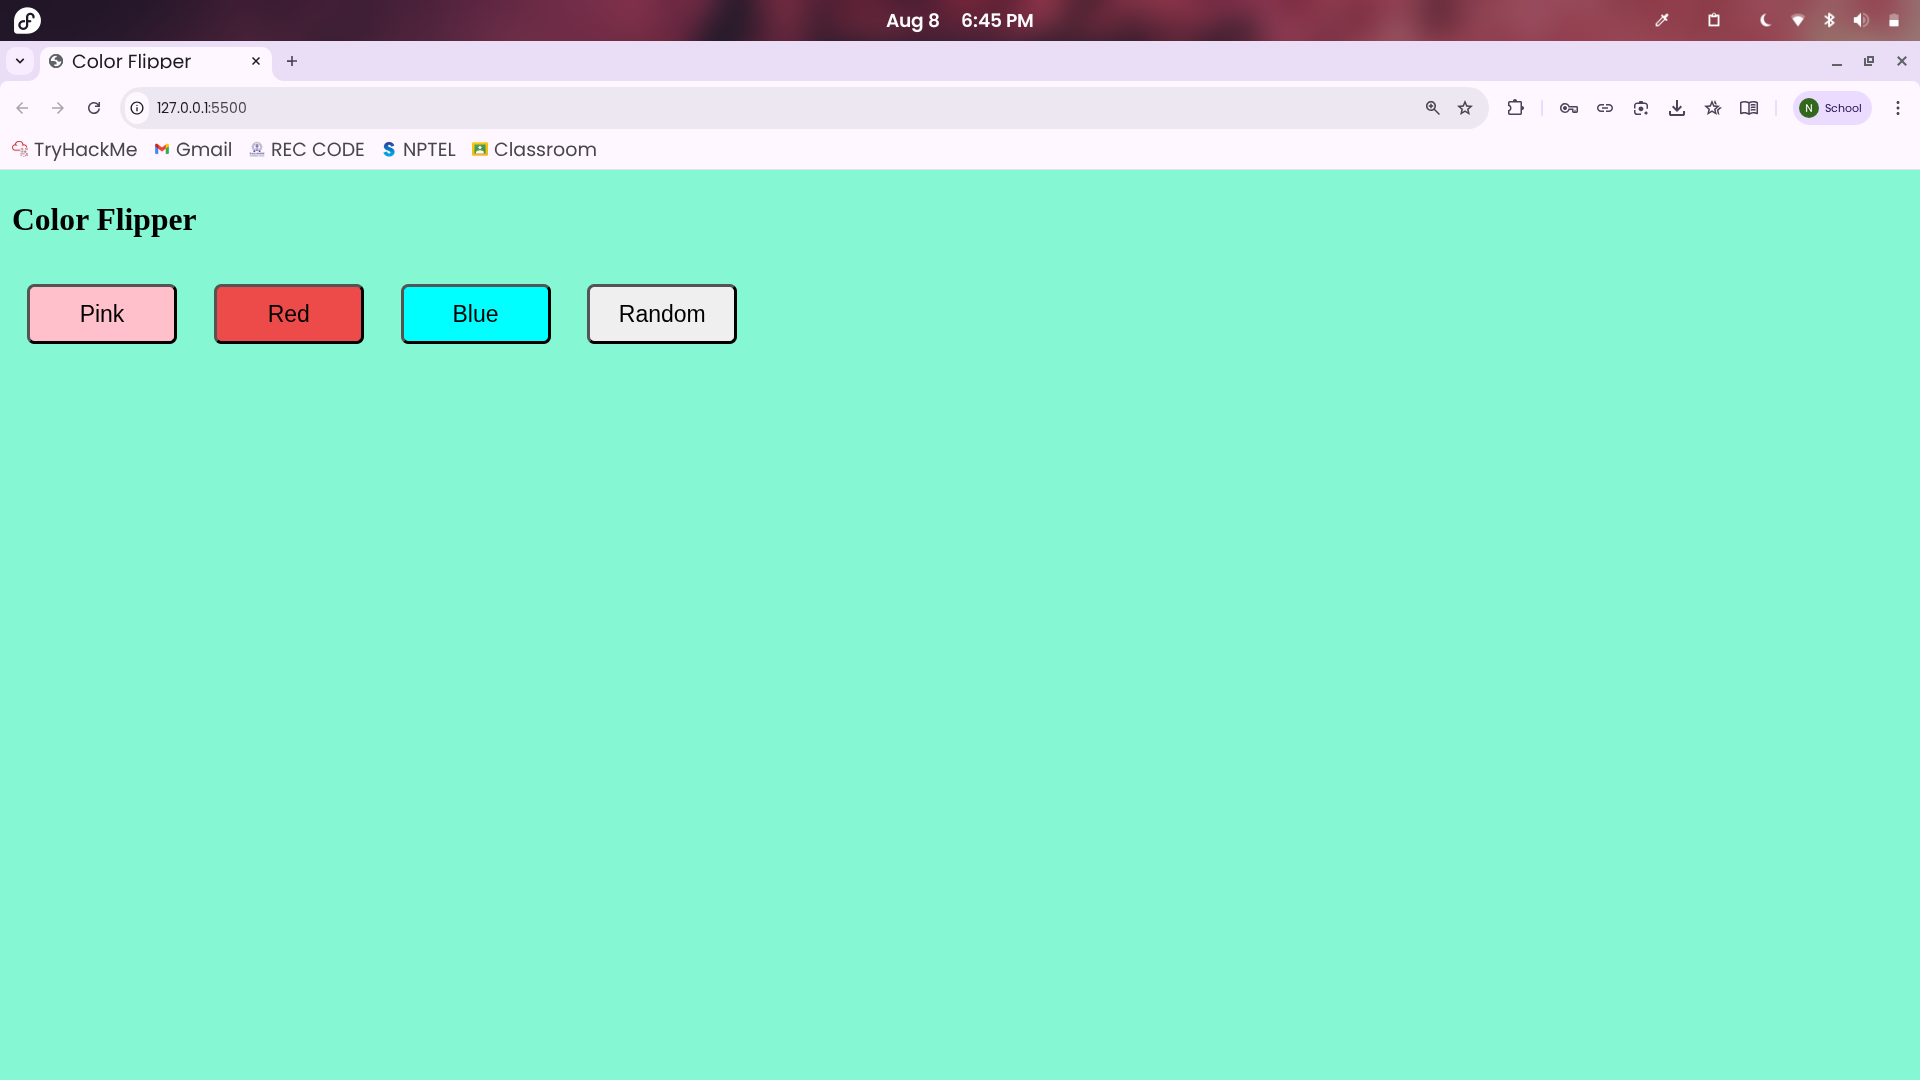 Aug 8 6:45 PM
Color Flipper
127.0.0.1:5500
N School
TryHackMe Gmail REC CODE NPTEL Classroom
Color Flipper
Pink Red Blue Random